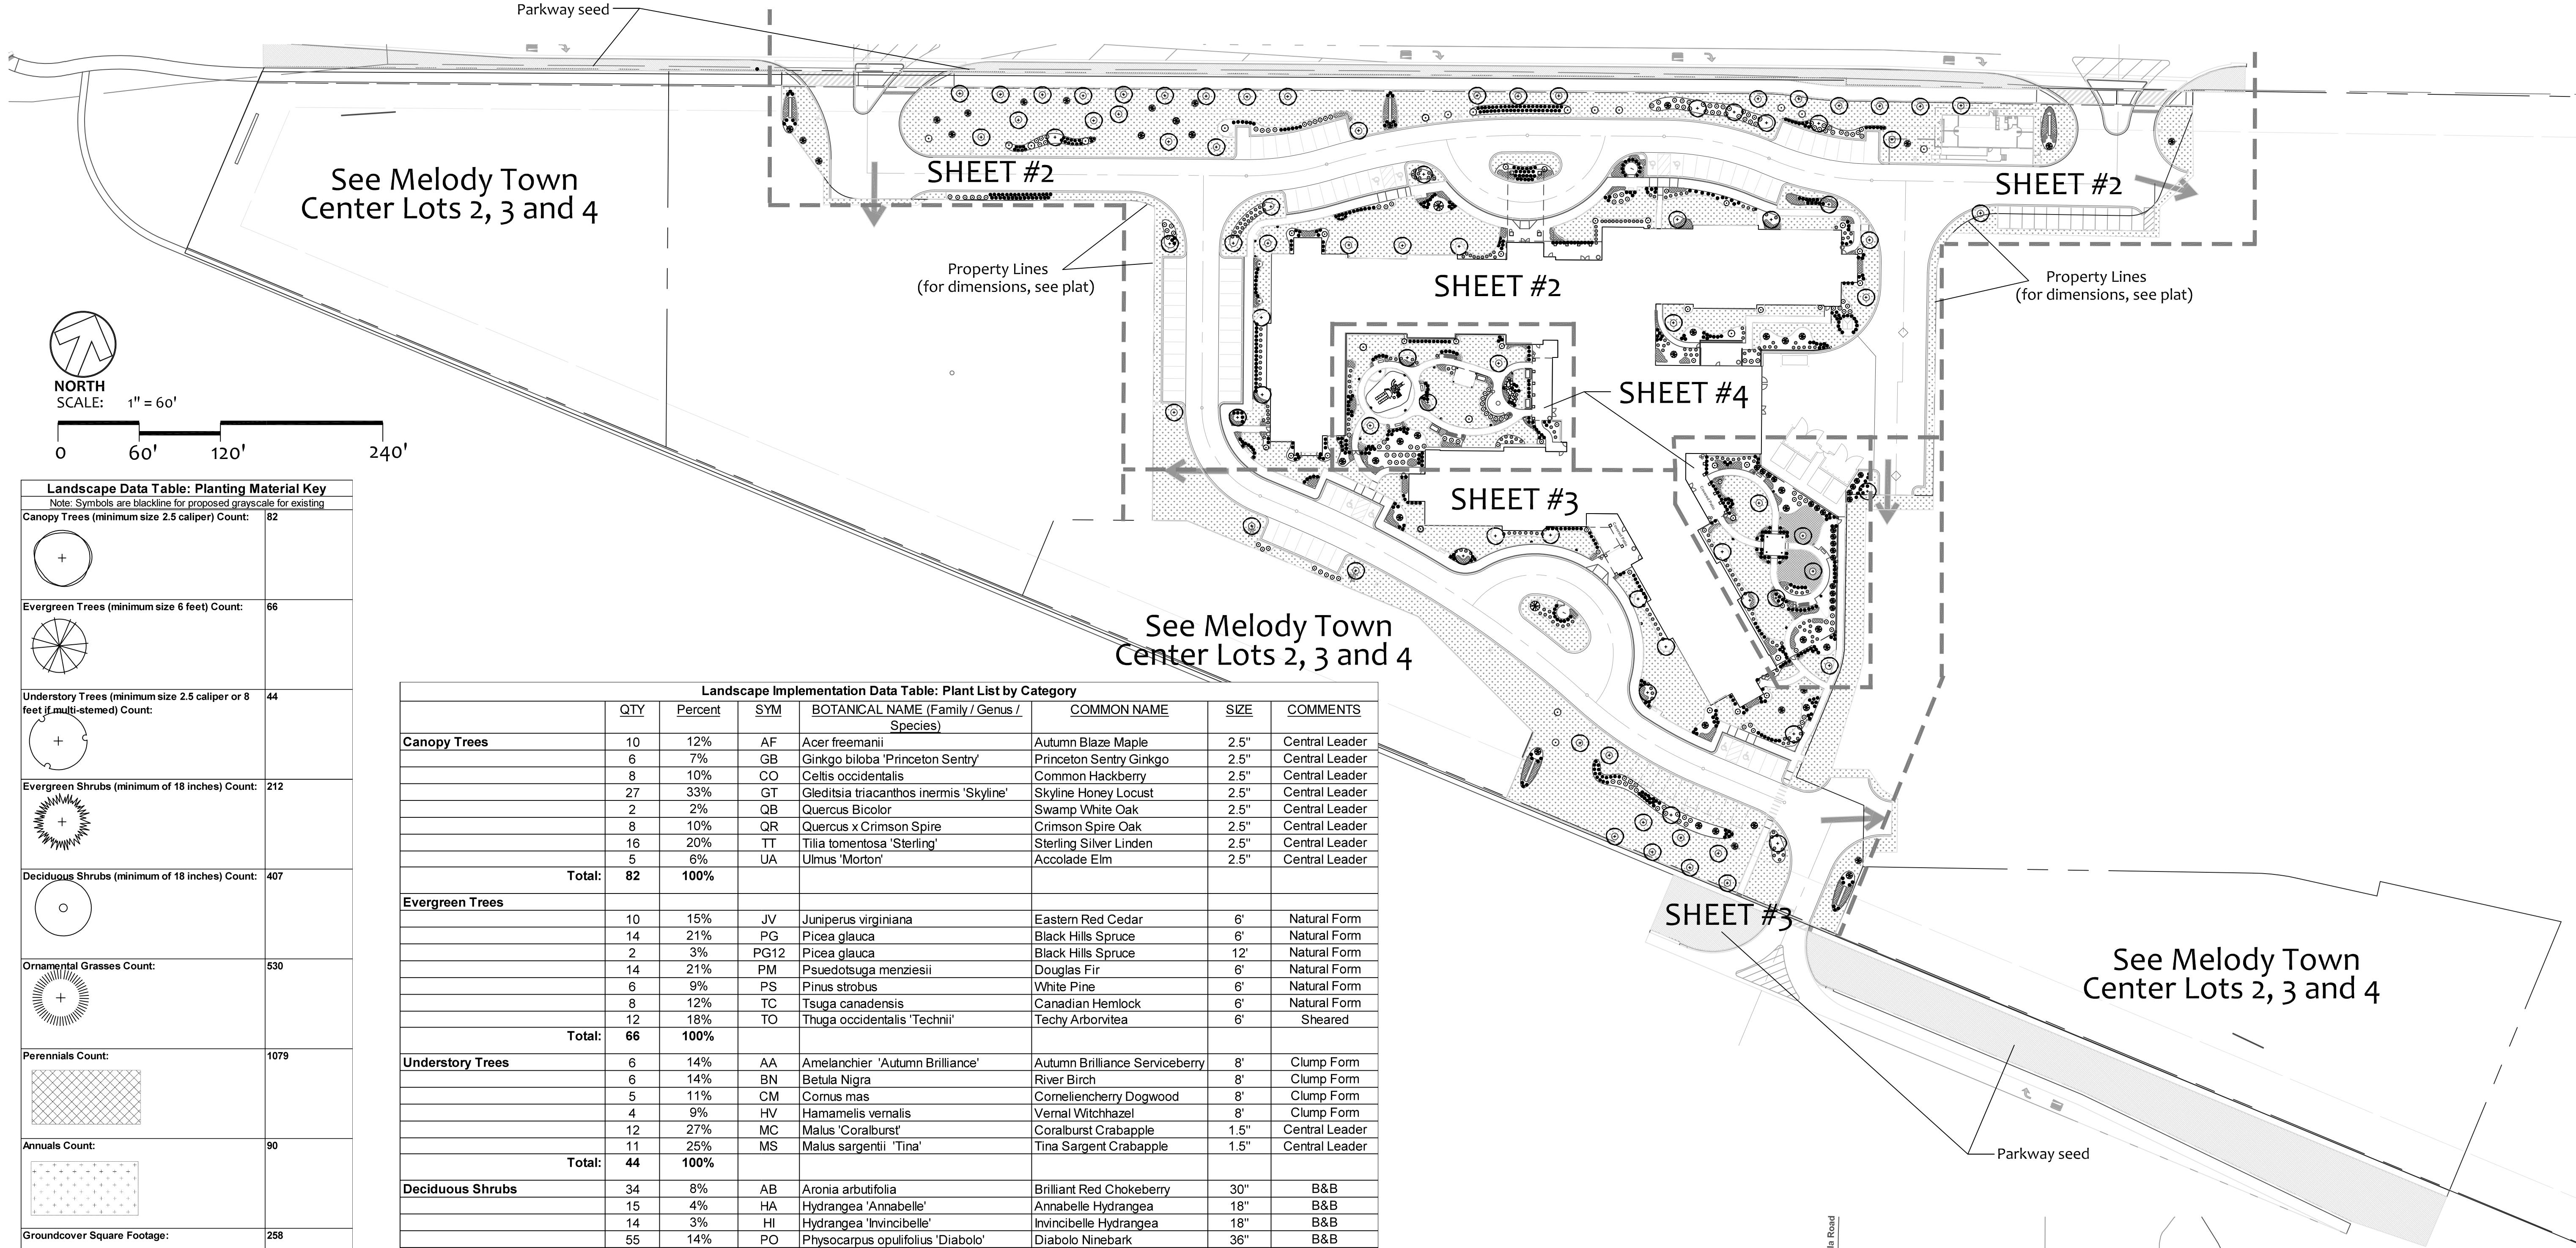 Parkway seed
See Melody Town
Center Lots 2, 3 and 4
SHEET #2
SHEET #2
Property Lines
(for dimensions, see plat)
SHEET #2
Property Lines
(for dimensions, see plat)
NORTH
SCALE: 1" = 60'
0 60' 120' 240'
SHEET #4
SHEET #3
See Melody Town
Center Lots 2, 3 and 4
SHEET #3
See Melody Town
Center Lots 2, 3 and 4
Parkway seed
la Road
Landscape Data Table: Planting Material Key
Note: Symbols are blackline for proposed grayscale for existing
Canopy Trees (minimum size 2.5 caliper) Count: 82
Evergreen Trees (minimum size 6 feet) Count: 66
Understory Trees (minimum size 2.5 caliper or 8 44
feet if multi-stemed) Count:
Evergreen Shrubs (minimum of 18 inches) Count: 212
Deciduous Shrubs (minimum of 18 inches) Count: 407
Ornamental Grasses Count: 530
Perennials Count: 1079
Annuals Count: 90
Groundcover Square Footage: 258
Landscape Implementation Data Table: Plant List by Category
QTY Percent SYM BOTANICAL NAME (Family / Genus / COMMON NAME SIZE COMMENTS
Species)
Canopy Trees 10 12% AF Acer freemanii Autumn Blaze Maple 2.5" Central Leader
6 7% GB Ginkgo biloba 'Princeton Sentry' Princeton Sentry Ginkgo 2.5" Central Leader
8 10% CO Celtis occidentalis Common Hackberry 2.5" Central Leader
27 33% GT Gleditsia triacanthos inermis 'Skyline' Skyline Honey Locust 2.5" Central Leader
2 2% QB Quercus Bicolor Swamp White Oak 2.5" Central Leader
8 10% QR Quercus x Crimson Spire Crimson Spire Oak 2.5" Central Leader
16 20% TT Tilia tomentosa 'Sterling' Sterling Silver Linden 2.5" Central Leader
5 6% UA Ulmus 'Morton' Accolade Elm 2.5" Central Leader
Total: 82 100%
Evergreen Trees
10 15% JV Juniperus virginiana Eastern Red Cedar 6' Natural Form
14 21% PG Picea glauca Black Hills Spruce 6' Natural Form
2 3% PG12 Picea glauca Black Hills Spruce 12' Natural Form
14 21% PM Psuedotsuga menziesii Douglas Fir 6' Natural Form
6 9% PS Pinus strobus White Pine 6' Natural Form
8 12% TC Tsuga canadensis Canadian Hemlock 6' Natural Form
12 18% TO Thuga occidentalis 'Technii' Techy Arborvitea 6' Sheared
Total: 66 100%
Understory Trees 6 14% AA Amelanchier 'Autumn Brilliance' Autumn Brilliance Serviceberry 8' Clump Form
6 14% BN Betula Nigra River Birch 8' Clump Form
5 11% CM Cornus mas Corneliencherry Dogwood 8' Clump Form
4 9% HV Hamamelis vernalis Vernal Witchhazel 8' Clump Form
12 27% MC Malus 'Coralburst' Coralburst Crabapple 1.5" Central Leader
11 25% MS Malus sargentii 'Tina' Tina Sargent Crabapple 1.5" Central Leader
Total: 44 100%
Deciduous Shrubs 34 8% AB Aronia arbutifolia Brilliant Red Chokeberry 30" B&B
15 4% HA Hydrangea 'Annabelle' Annabelle Hydrangea 18" B&B
14 3% HI Hydrangea 'Invincibelle' Invincibelle Hydrangea 18" B&B
55 14% PO Physocarpus opulifolius 'Diabolo' Diabolo Ninebark 36" B&B